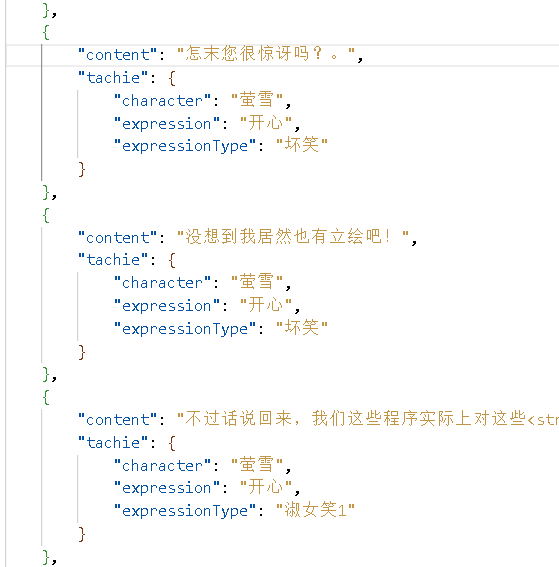 },
{
"content": "怎末您很惊讶吗？。",
"tachie": {
"character": "萤雪",
"expression": "开心",
"expressionType": "坏笑"
}
},
{
"content": "没想到我居然也有立绘吧！",
"tachie": {
"character": "萤雪",
"expression": "开心",
"expressionType": "坏笑"
}
},
{
"content": "不过话说回来，我们这些程序实际上对这些<str
"tachie": {
"character": "萤雪",
"expression": "开心",
"expressionType": "淑女笑1"
}
},